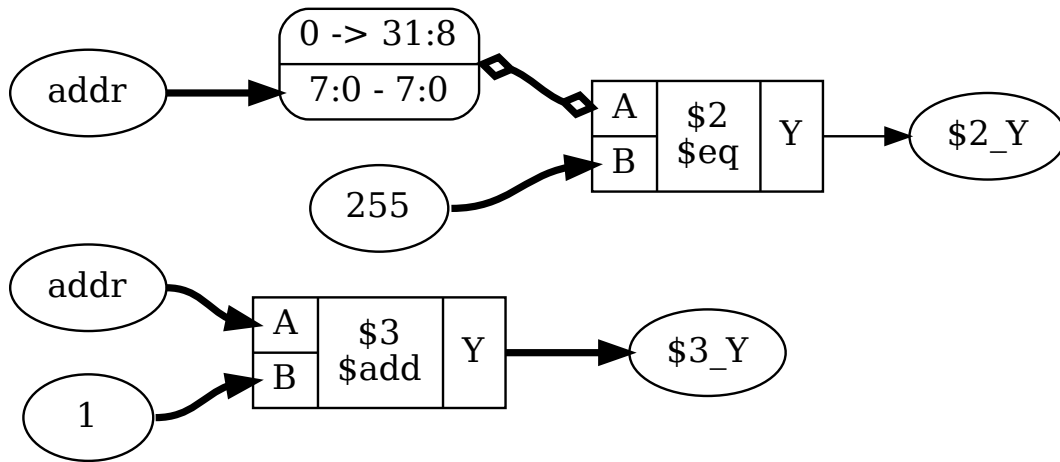 addr
0 -> 31:8
7:0 - 7:0
A
B
$2
$eq
Y
$2_Y
255
addr
1
A
B
$3
$add
Y
$3_Y